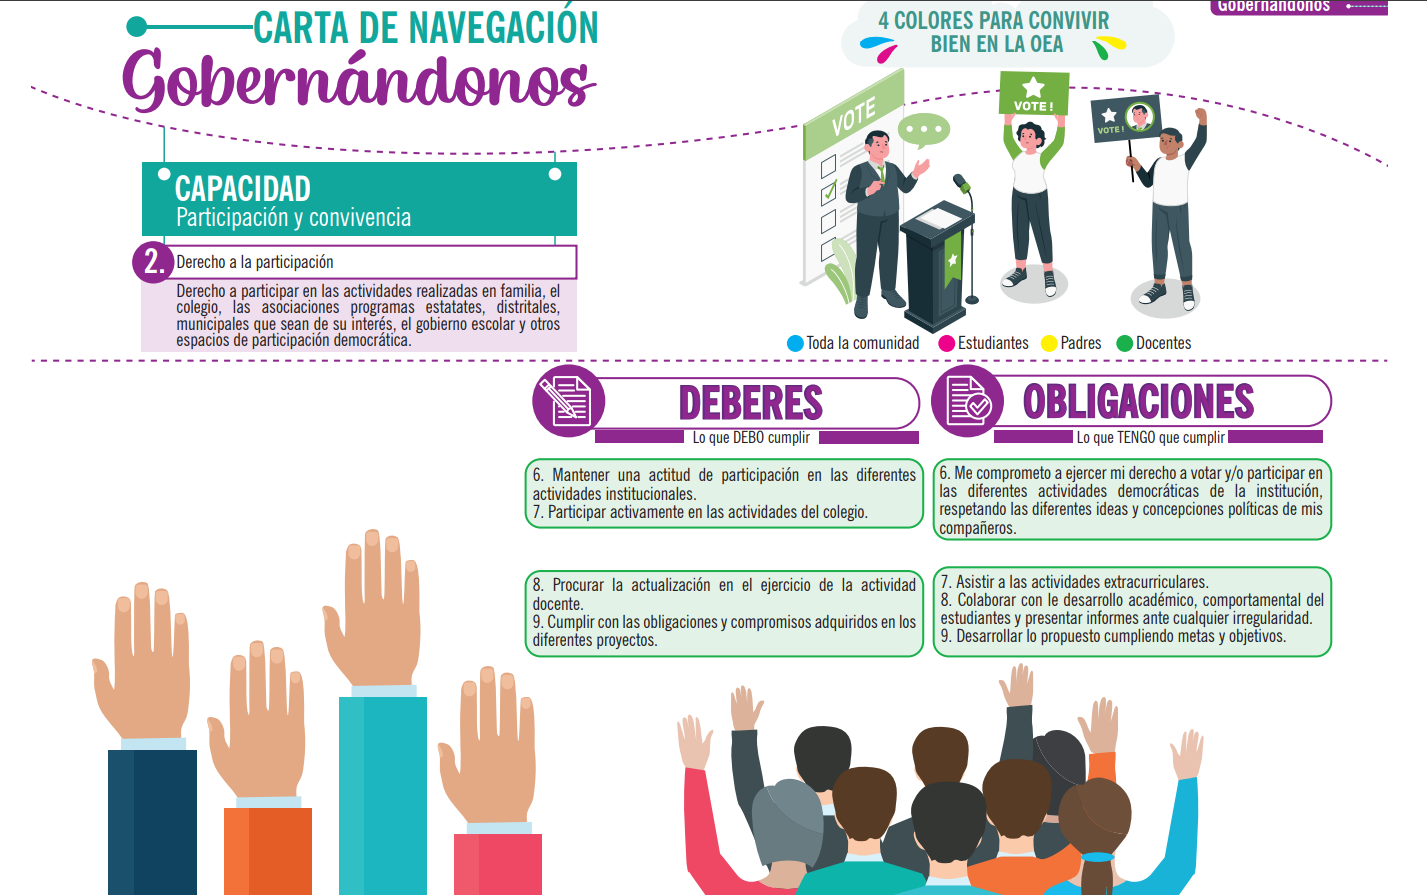 CARTA DE NAVEGACIÓN
Gobernándonos
Gobernándonos
4 COLORES PARA CONVIVIR
BIEN EN LA OEA
VOTE
VOTE !
VOTE !
CAPACIDAD
Participación y convivencia
2.
Derecho a la participación
Derecho a participar en las actividades realizadas en familia, el
colegio, las asociaciones programas estatates, distritales,
municipales que sean de su interés, el gobierno escolar y otros
espacios de participación democrática.
Toda la comunidad
Estudiantes
Padres
Docentes
DEBERES
Lo que DEBO cumplir
6. Mantener una actitud de participación en las diferentes
actividades institucionales.
7. Participar activamente en las actividades del colegio.
8. Procurar la actualización en el ejercicio de la actividad
docente.
9. Cumplir con las obligaciones y compromisos adquiridos en los
diferentes proyectos.
OBLIGACIONES
Lo que TENGO que cumplir
6. Me comprometo a ejercer mi derecho a votar y/o participar en
las diferentes actividades democráticas de la institución,
respetando las diferentes ideas y concepciones políticas de mis
compañeros.
7. Asistir a las actividades extracurriculares.
8. Colaborar con le desarrollo académico, comportamental del
estudiantes y presentar informes ante cualquier irregularidad.
9. Desarrollar lo propuesto cumpliendo metas y objetivos.